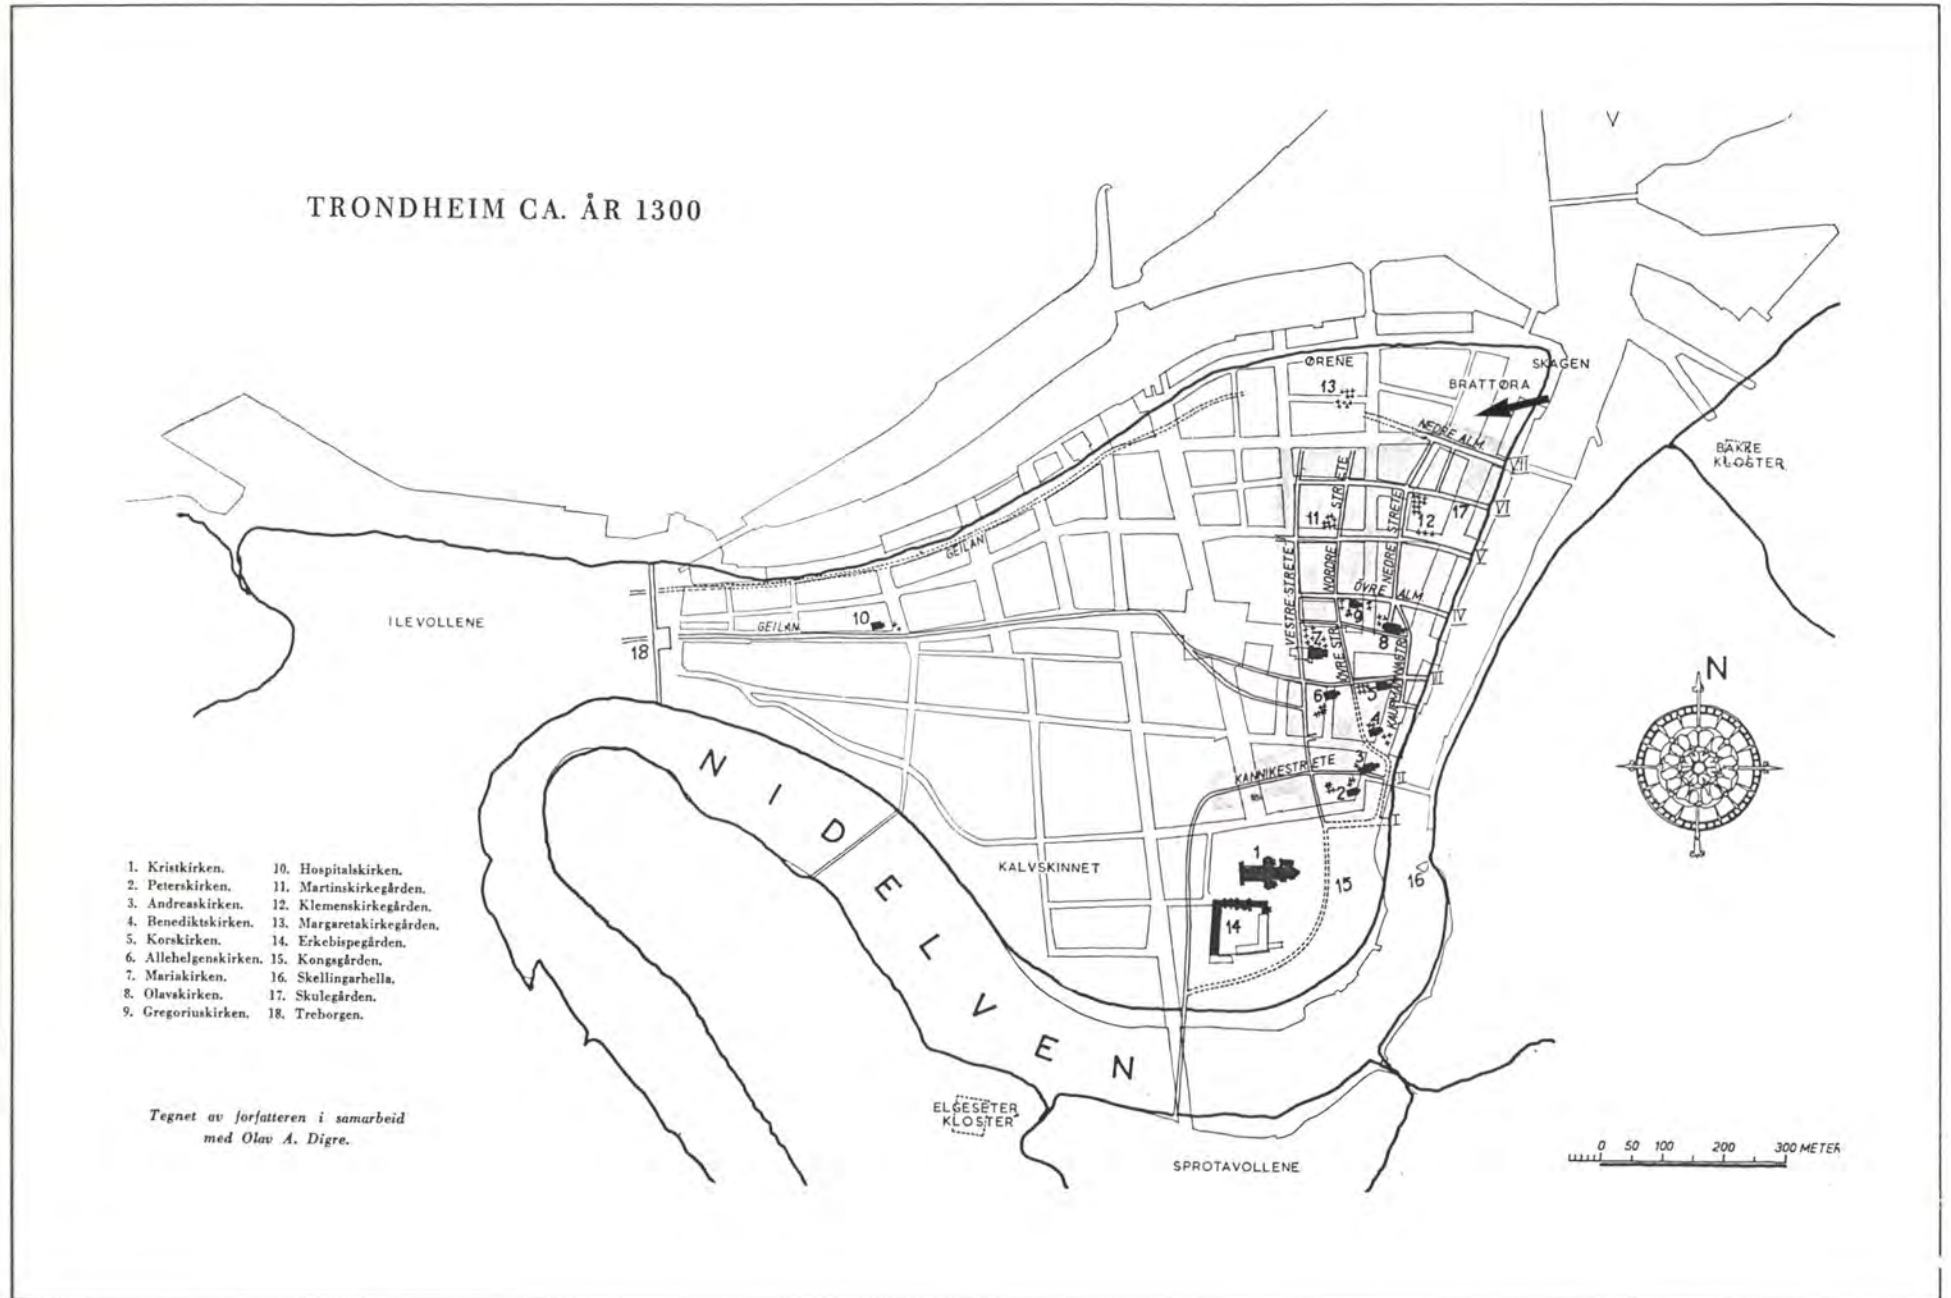 V
TRONDHEIM CA. ÅR 1300
ØRENE
SKAGEN
13
BRATTØRA
NEDRE ALM.
BAKKE
KLOSTER
VII
STRETE
NEDRE STRETE
VI
17
12
11
GEILAN
V
VESTRE STRETE
NORDRE
ÖVRE ALM.
9
IV
ILEVOLLENE
GEILAN
10
18
7
ÖVRE STR.
8
KAUPMANNASTR.
III
N
6
5
4
3
KANNIKESTRETE
II
2
I
NIDELVEN
1
KALVSKINNET
15
16
14
1. Kristkirken.
2. Peterskirken.
3. Andreaskirken.
4. Benediktskirken.
5. Korskirken.
6. Allehelgenskirken.
7. Mariakirken.
8. Olavskirken.
9. Gregoriuskirken.
10. Hospitalskirken.
11. Martinskirkegården.
12. Klemenskirkegården.
13. Margaretakirkegården.
14. Erkebispegården.
15. Kongsgården.
16. Skellingarhella.
17. Skulegården.
18. Treborgen.
Tegnet av forfatteren i samarbeid
med Olav A. Digre.
ELGESETER
KLOSTER
SPROTAVOLLENE
0 50 100 200 300 METER